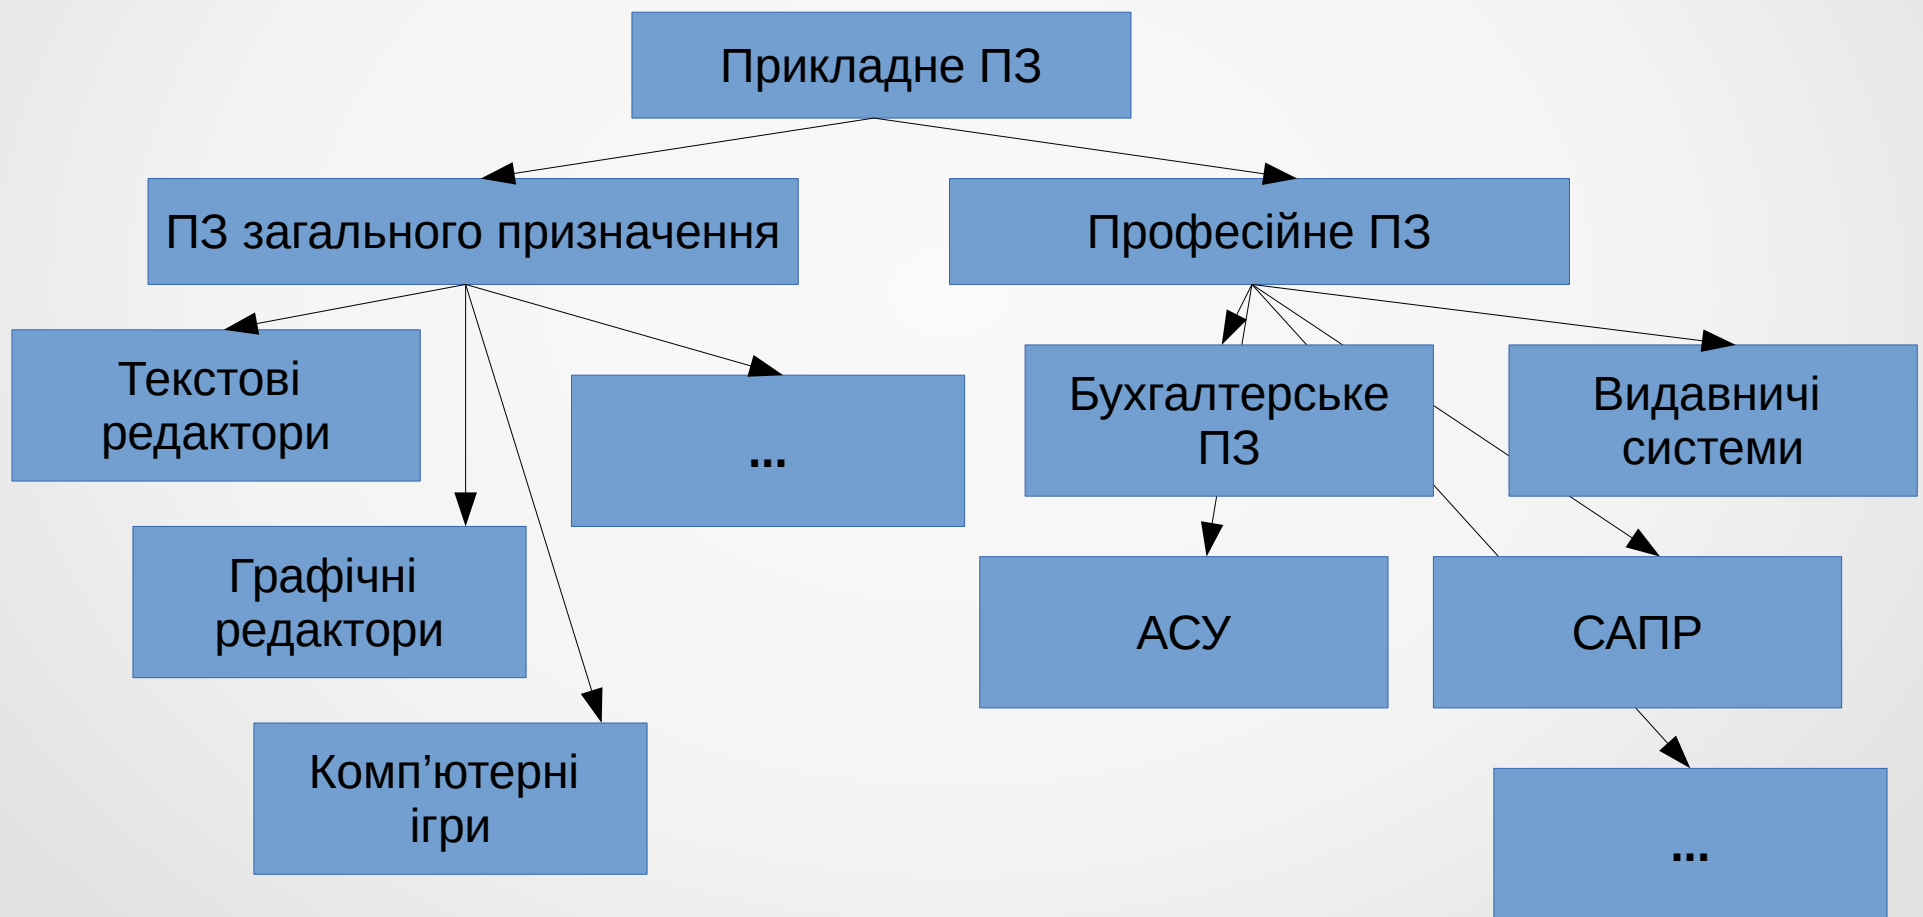 Прикладне ПЗ
ПЗ загального призначення
Професійне ПЗ
Текстові
редактори
...
Бухгалтерське
ПЗ
Видавничі
системи
Графічні
редактори
АСУ
САПР
Комп’ютерні
ігри
...